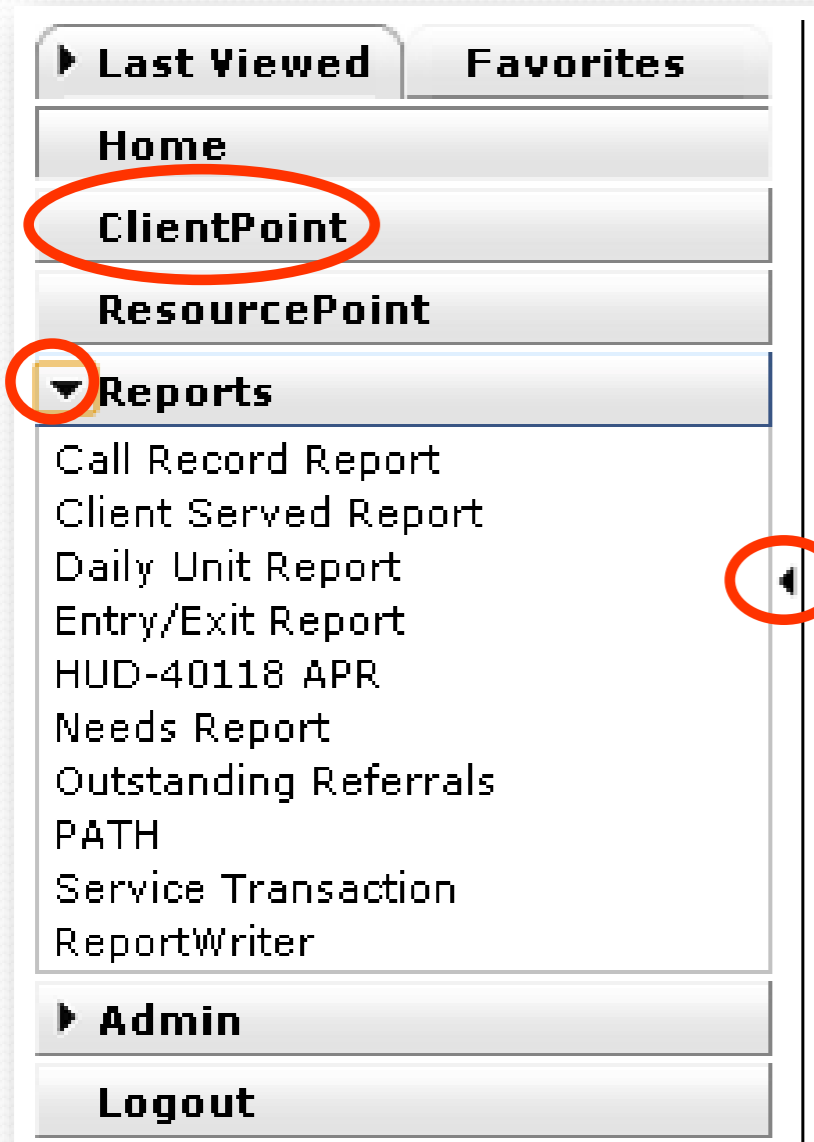 Last Viewed Favorites
Home
ClientPoint
ResourcePoint
Reports
Call Record Report
Client Served Report
Daily Unit Report
Entry/Exit Report
HUD-40118 APR
Needs Report
Outstanding Referrals
PATH
Service Transaction
ReportWriter
Admin
Logout